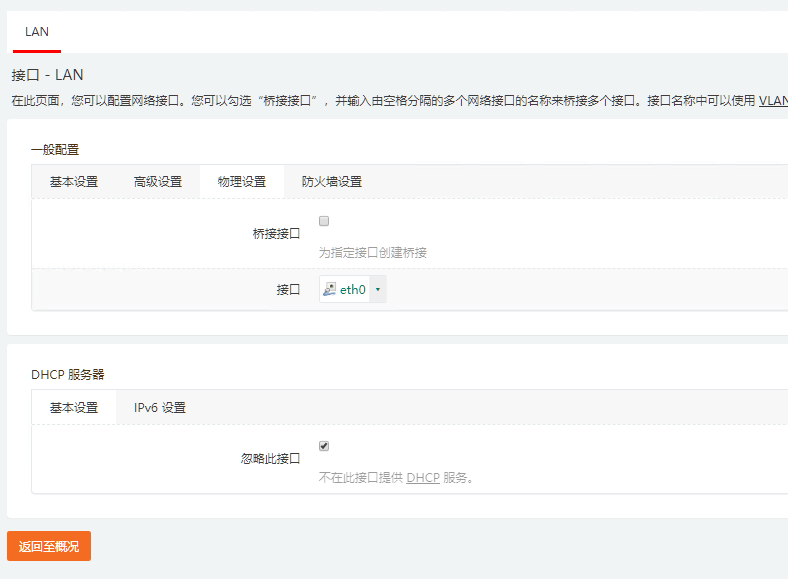 LAN
接口 - LAN
在此页面，您可以配置网络接口。您可以勾选“桥接接口”，并输入由空格分隔的多个网络接口的名称来桥接多个接口。接口名称中可以使用 VLAN
一般配置
基本设置 高级设置 物理设置 防火墙设置
桥接接口
为指定接口创建桥接
接口 eth0
DHCP 服务器
基本设置 IPv6 设置
忽略此接口
不在此接口提供 DHCP 服务。
返回至概况